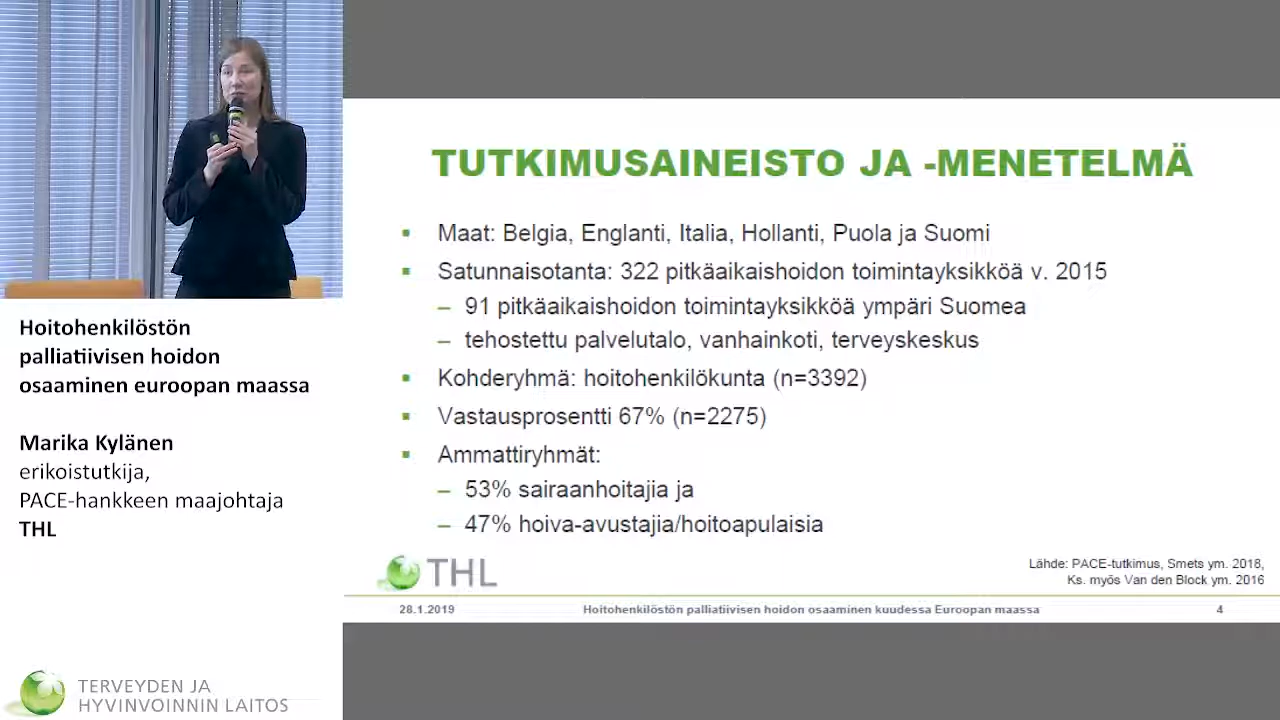 TUTKIMUSAINEISTO JA -MENETELMÄ
Maat: Belgia, Englanti, Italia, Hollanti, Puola ja Suomi
Satunnaisotanta: 322 pitkäaikaishoidon toimintayksikköä v. 2015
– 91 pitkäaikaishoidon toimintayksikköä ympäri Suomea
– tehostettu palvelutalo, vanhainkoti, terveyskeskus
Kohderyhmä: hoitohenkilökunta (n=3392)
Vastausprosentti 67% (n=2275)
Ammattiryhmät:
– 53% sairaanhoitajia ja
– 47% hoiva-avustajia/hoitoapulaisia
THL
Lähde: PACE-tutkimus, Smets ym. 2018,
Ks. myös Van den Block ym. 2016
28.1.2019 Hoitohenkilöstön palliatiivisen hoidon osaaminen kuudessa Euroopan maassa 4
Hoitohenkilöstön
palliatiivisen hoidon
osaaminen euroopan maassa
Marika Kylänen
erikoistutkija,
PACE-hankkeen maajohtaja
THL
TERVEYDEN JA
HYVINVOINNIN LAITOS